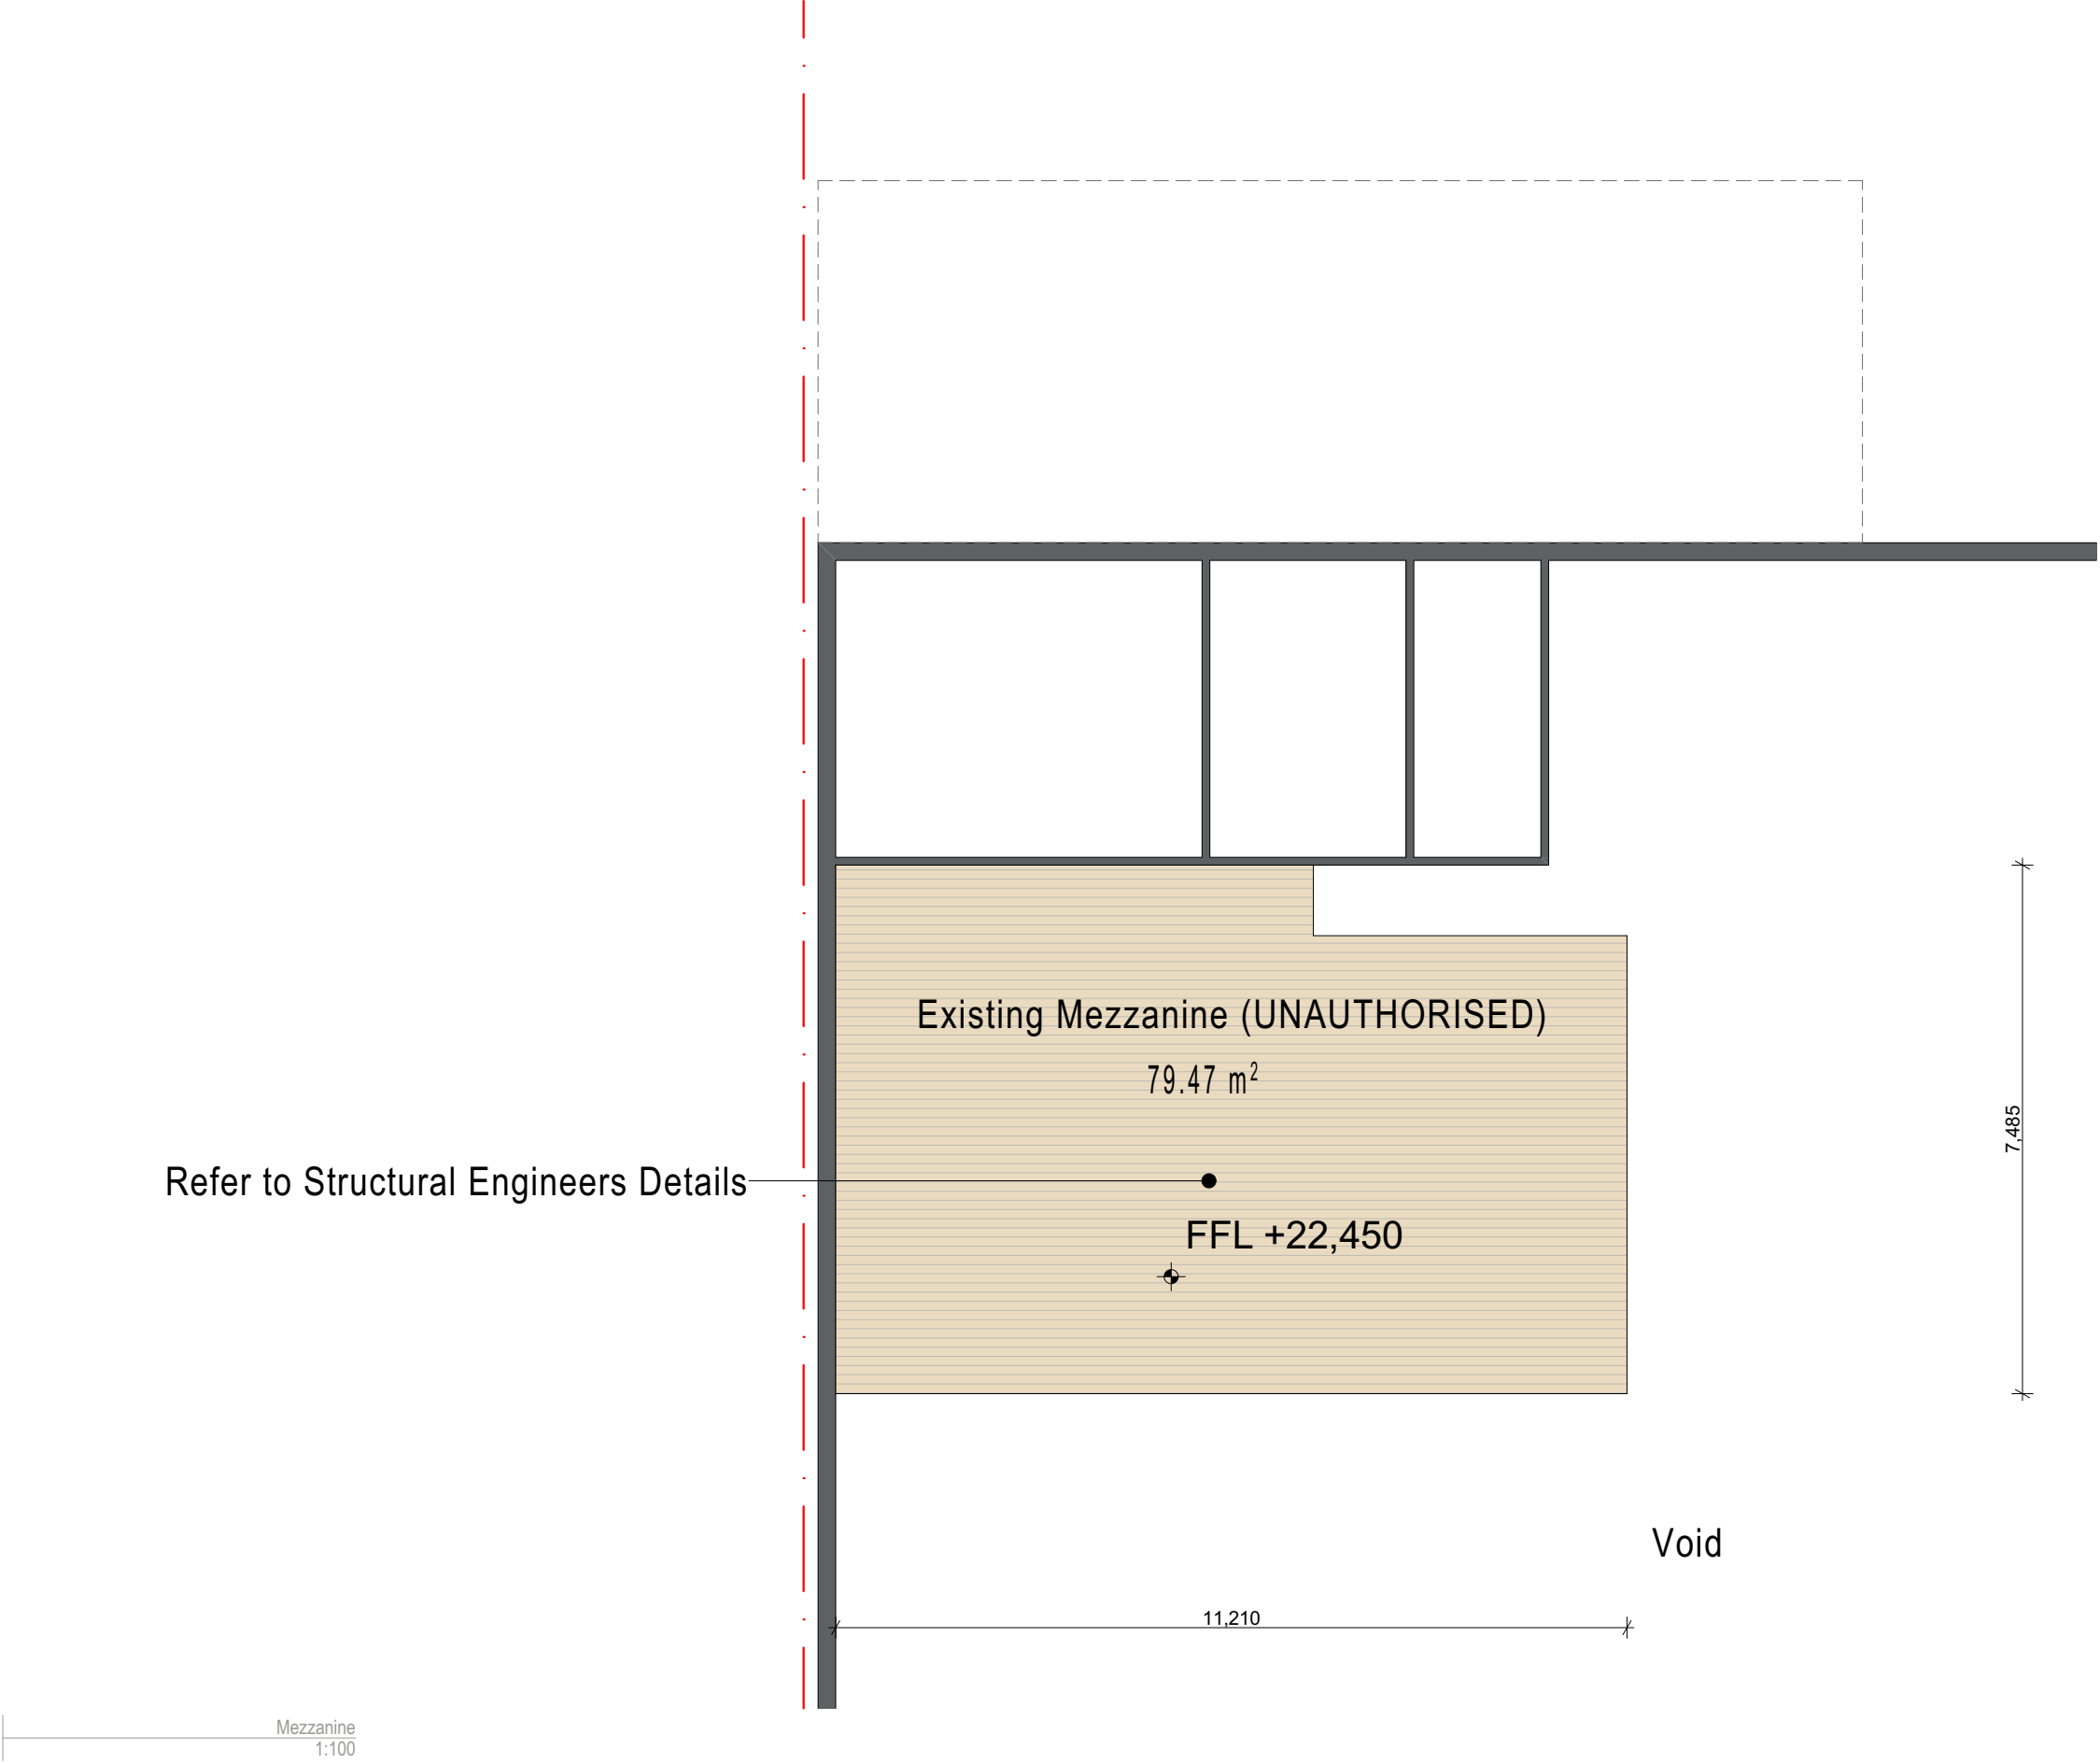 Existing Mezzanine (UNAUTHORISED)
79.47 m²
7,485
Refer to Structural Engineers Details
FFL +22,450
Void
11,210
Mezzanine
1:100